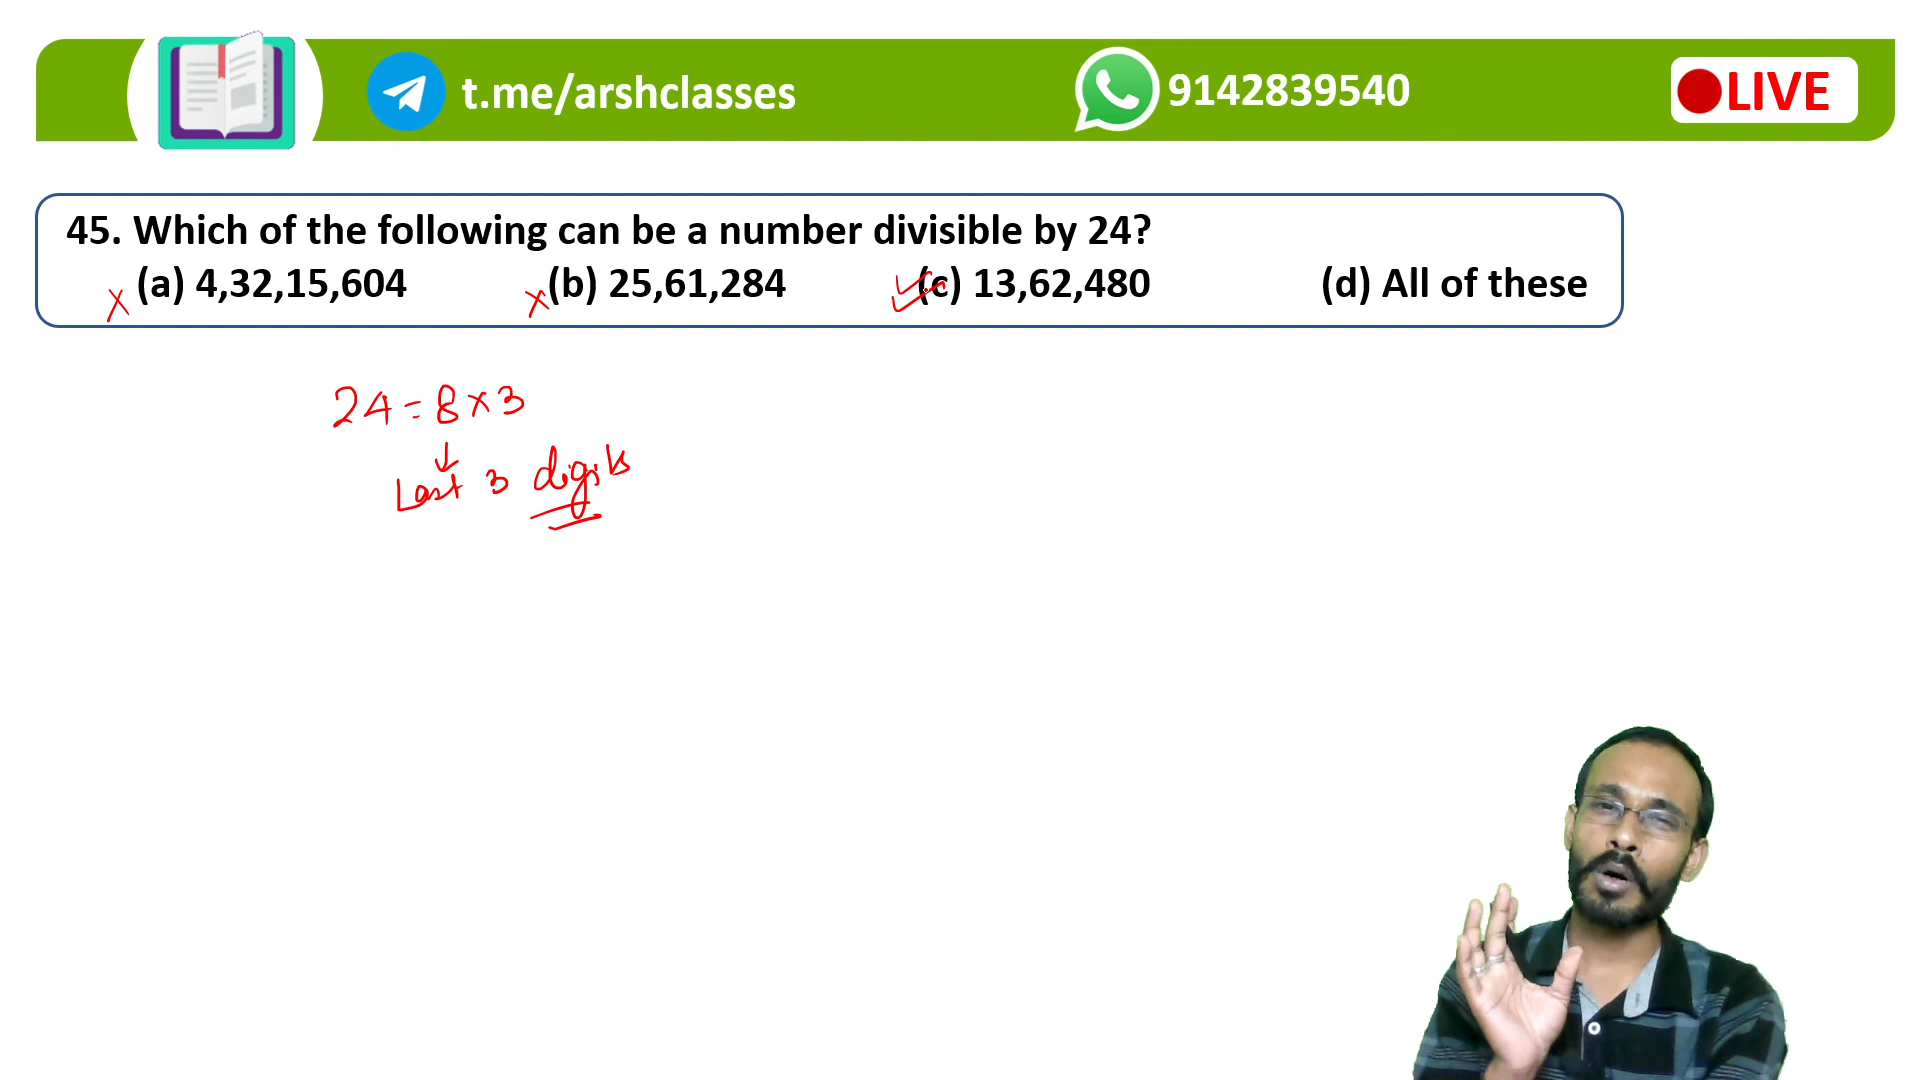 t.me/arshclasses
9142839540
LIVE
45. Which of the following can be a number divisible by 24?
(a) 4,32,15,604 (b) 25,61,284 (c) 13,62,480 (d) All of these
24 = 8 × 3
Last 3 digits